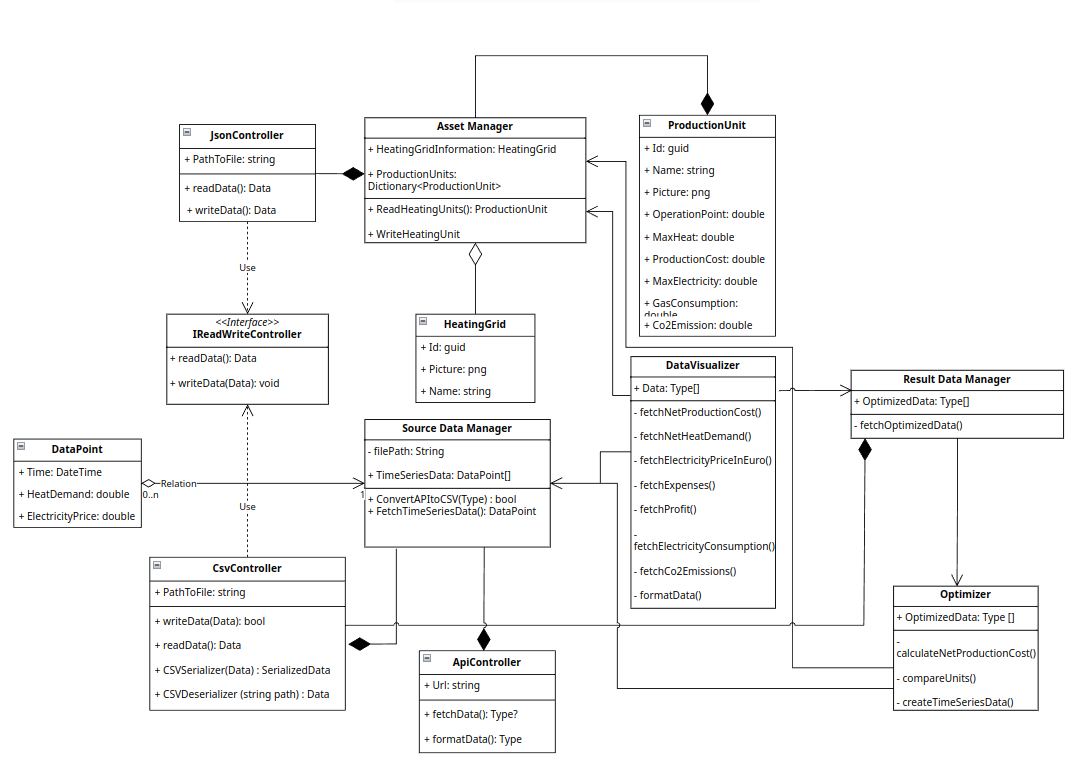 JsonController
+ PathToFile: string
+ readData(): Data
+ writeData(): Data
Asset Manager
+ HeatingGridInformation: HeatingGrid
+ ProductionUnits:
Dictionary<ProductionUnit>
+ ReadHeatingUnits(): ProductionUnit
+ WriteHeatingUnit
ProductionUnit
+ Id: guid
+ Name: string
+ Picture: png
+ OperationPoint: double
+ MaxHeat: double
+ ProductionCost: double
+ MaxElectricity: double
+ GasConsumption:
double
+ Co2Emission: double
Use
<<Interface>>
IReadWriteController
+ readData(): Data
+ writeData(Data): void
HeatingGrid
+ Id: guid
+ Picture: png
+ Name: string
DataVisualizer
+ Data: Type[]
- fetchNetProductionCost()
- fetchNetHeatDemand()
- fetchElectricityPriceInEuro()
- fetchExpenses()
- fetchProfit()
-
fetchElectricityConsumption()
- fetchCo2Emissions()
- formatData()
Result Data Manager
+ OptimizedData: Type[]
- fetchOptimizedData()
DataPoint
+ Time: DateTime
+ HeatDemand: double
+ ElectricityPrice: double
Relation
0..n
1
Source Data Manager
- filePath: String
+ TimeSeriesData: DataPoint[]
+ ConvertAPItoCSV(Type) : bool
+ FetchTimeSeriesData(): DataPoint
Use
CsvController
+ PathToFile: string
+ writeData(Data): bool
+ readData(): Data
+ CSVSerializer(Data) : SerializedData
+ CSVDeserializer (string path) : Data
ApiController
+ Url: string
+ fetchData(): Type?
+ formatData(): Type
Optimizer
+ OptimizedData: Type []
-
calculateNetProductionCost()
- compareUnits()
- createTimeSeriesData()